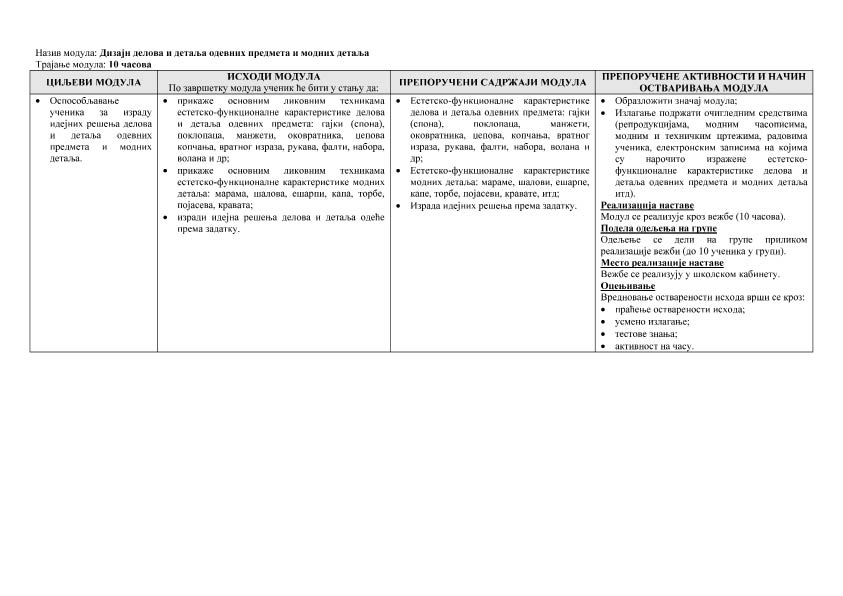 Назив модула: Дизајн делова и детаља одевних предмета и модних детаља
Трајање модула: 10 часова
ЦИЉЕВИ МОДУЛА
ИСХОДИ МОДУЛА
По завршетку модула ученик ће бити у стању да:
ПРЕПОРУЧЕНИ САДРЖАЈИ МОДУЛА
ПРЕПОРУЧЕНЕ АКТИВНОСТИ И НАЧИН
ОСТВАРИВАЊА МОДУЛА
• Оспособљавање
ученика за израду
идејних решења делова
и детаља одевних
предмета и модних
детаља.
• прикаже основним ликовним техникама
естетско-функционалне карактеристике делова
и детаља одевних предмета: гајки (спона),
поклопаца, манжети, оковратника, џепова
копчања, вратног израза, рукава, фалти, набора,
волана и др;
• прикаже основним ликовним техникама
естетско-функционалне карактеристике модних
детаља: марама, шалова, ешарпи, капа, торбе,
појасева, кравата;
• изради идејна решења делова и детаља одеће
према задатку.
• Естетско-функционалне карактеристике
делова и детаља одевних предмета: гајки
(спона), поклопаца, манжети,
оковратника, џепова, копчања, вратног
израза, рукава, фалти, набора, волана и
др;
• Естетско-функционалне карактеристике
модних детаља: мараме, шалови, ешарпе,
капе, торбе, појасеви, кравате, итд;
• Израда идејних решења према задатку.
• Образложити значај модула;
• Излагање подржати очигледним средствима
(репродукцијама, модним часописима,
модним и техничким цртежима, радовима
ученика, електронским записима на којима
су нарочито изражене естетско-
функционалне карактеристике делова и
детаља одевних предмета и модних детаља
итд).
Реализација наставе
Модул се реализује кроз вежбе (10 часова).
Подела одељења на групе
Одељење се дели на групе приликом
реализације вежби (до 10 ученика у групи).
Место реализације наставе
Вежбе се реализују у школском кабинету.
Оцењивање
Вредновање остварености исхода врши се кроз:
• праћење остварености исхода;
• усмено излагање;
• тестове знања;
• активност на часу.